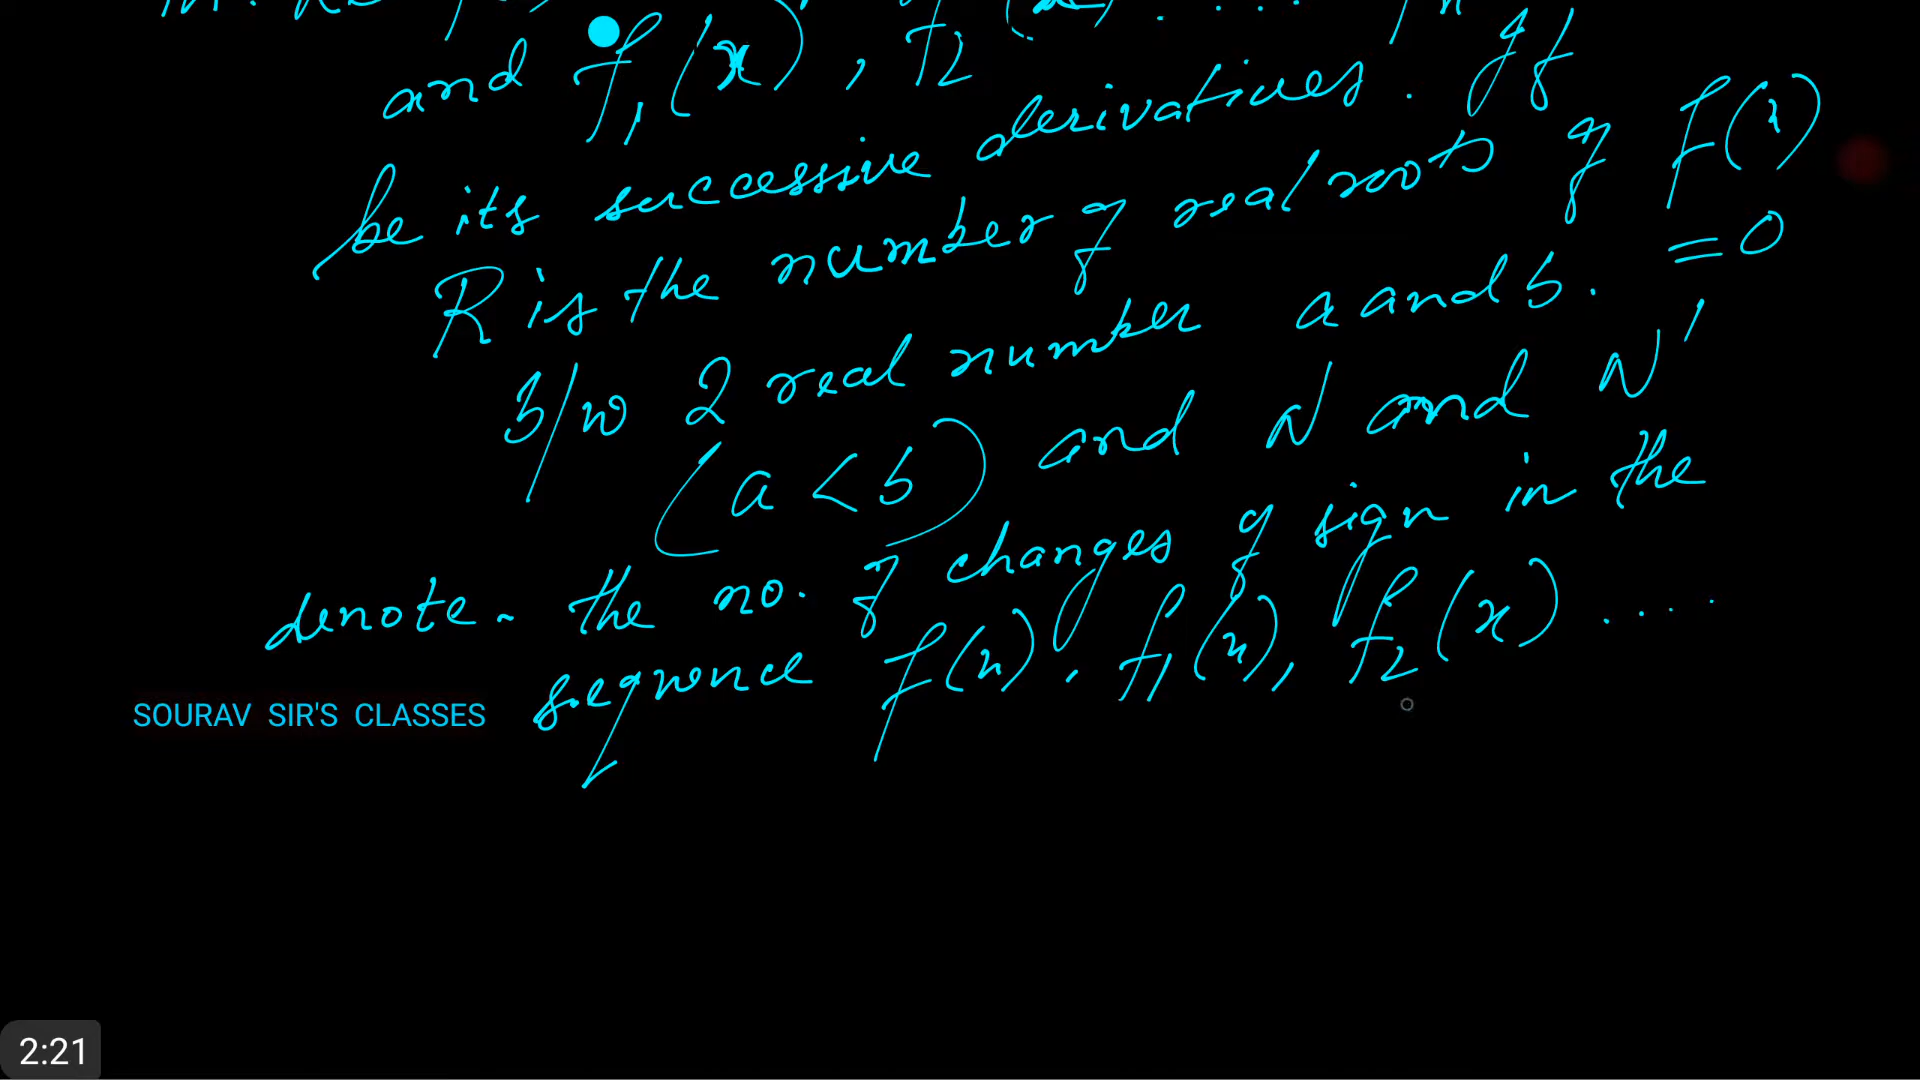 and f₁(x), f₂(x) . . . .
be its successive derivatives. If
R is the number of real roots of f(x) = 0
b/w 2 real number a and b.
(a < b) and N and N'
denote the no. of changes of sign in the
sequence f(x), f₁(x), f₂(x) . . . .
SOURAV SIR'S CLASSES
2:21